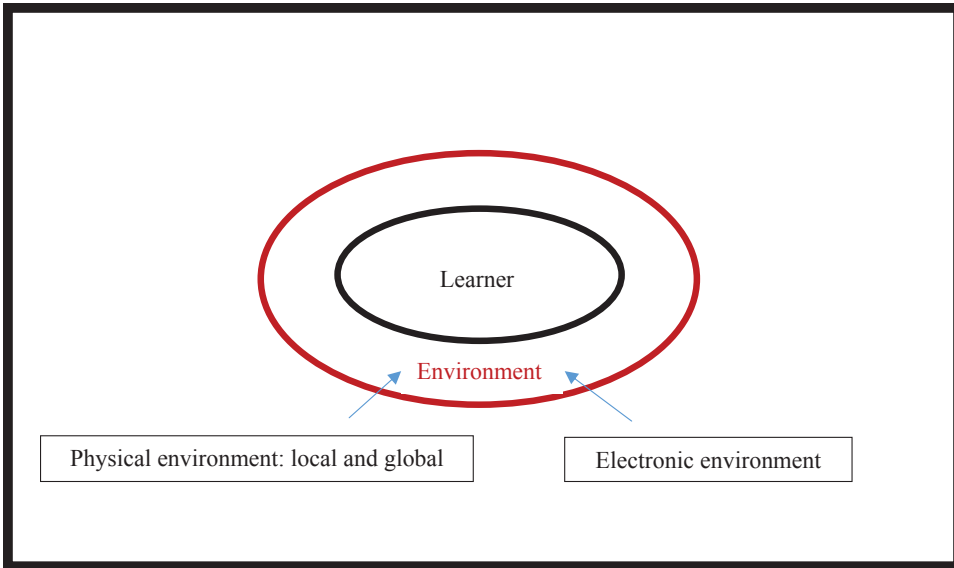 Learner
Environment
Physical environment: local and global
Electronic environment